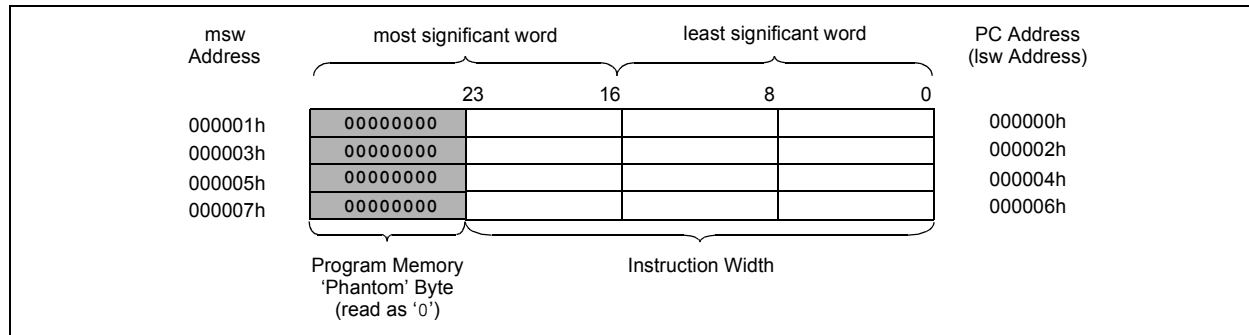 msw
Address
most significant word
least significant word
PC Address
(lsw Address)
23
16
8
0
000001h
00000000
000000h
000003h
00000000
000002h
000005h
00000000
000004h
000007h
00000000
000006h
Program Memory
‘Phantom’ Byte
(read as ‘0’)
Instruction Width